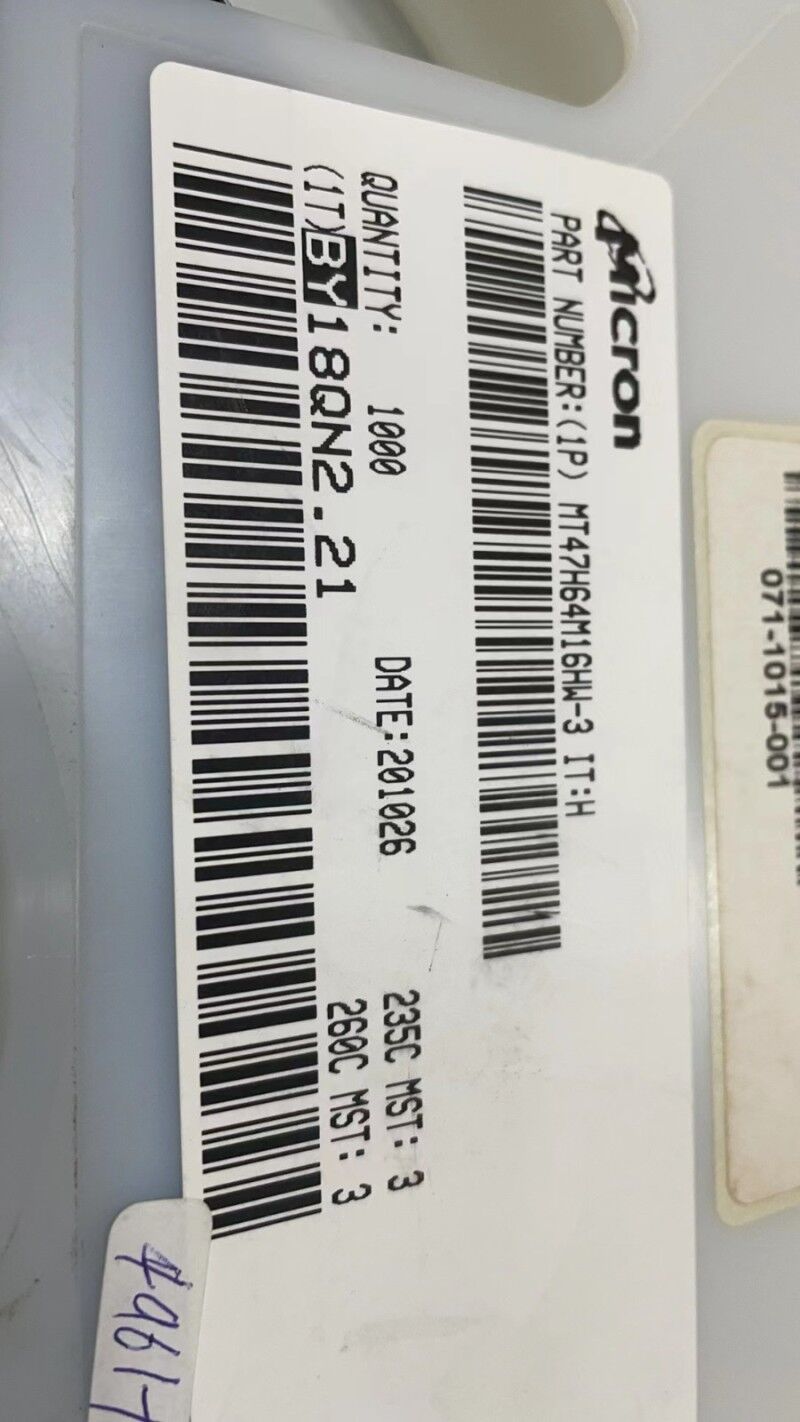 Micron
PART NUMBER:(1P) MT47H64M16HW-3 IT:H
QUANTITY: 1000 DATE:201026 235C MST: 3
(1T)BY18QN2.21 260C MST: 3
071-1015-001